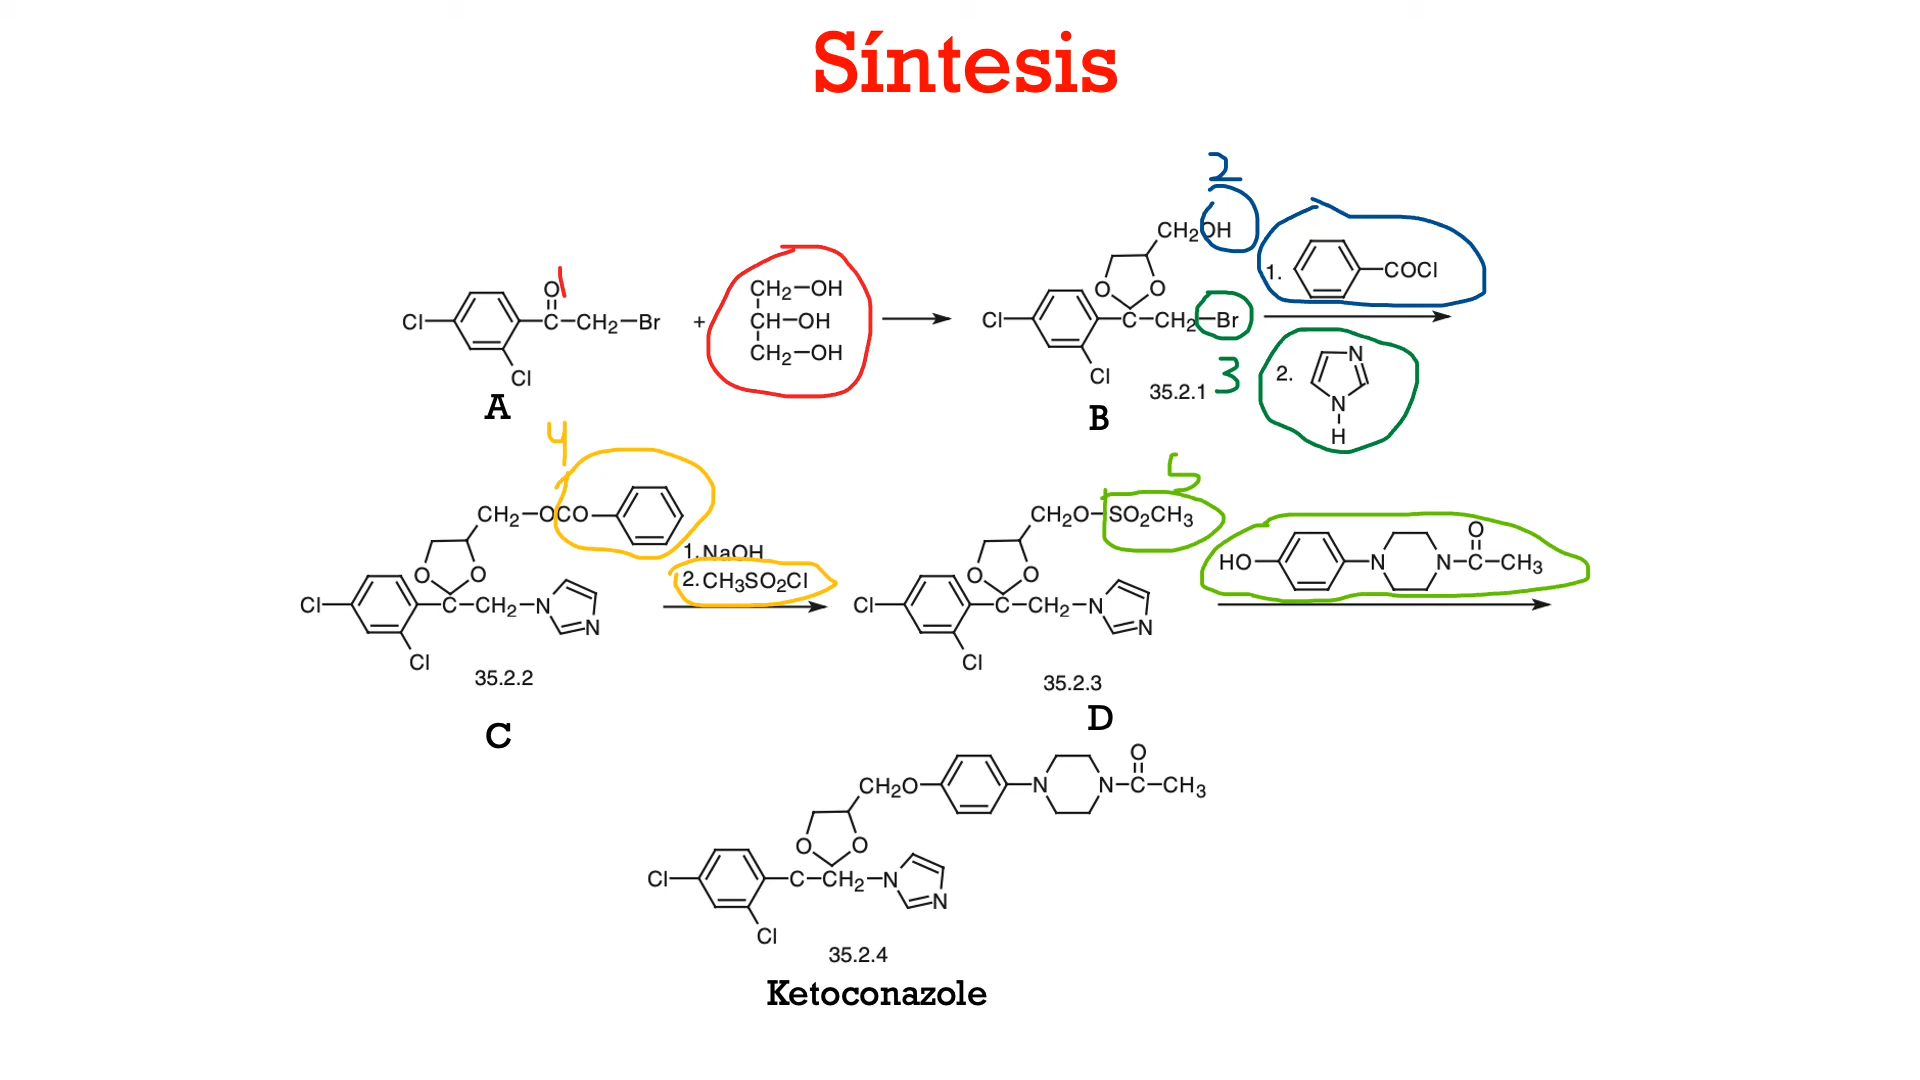 Síntesis
2
CH2OH
1. COCl
1
O
Cl C–CH2–Br
Cl
A
+
CH2–OH
CH–OH
CH2–OH
O O
Cl C–CH2–Br
Cl
35.2.1
B
3
2. N
N
H
4
CH2–OCO
O O
Cl C–CH2–N
N
Cl
35.2.2
C
1.NaOH
2.CH3SO2Cl
5
CH2O–SO2CH3
O O
Cl C–CH2–N
N
Cl
35.2.3
D
O
HO N N–C–CH3
O
CH2O N N–C–CH3
O O
Cl C–CH2–N
N
Cl
35.2.4
Ketoconazole